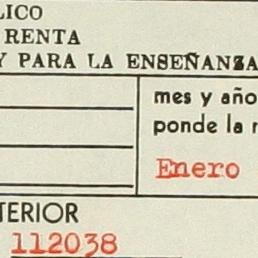 LICO
RENTA
Y PARA LA ENSEÑANZA
mes y año
ponde la r
Enero
TERIOR
112038